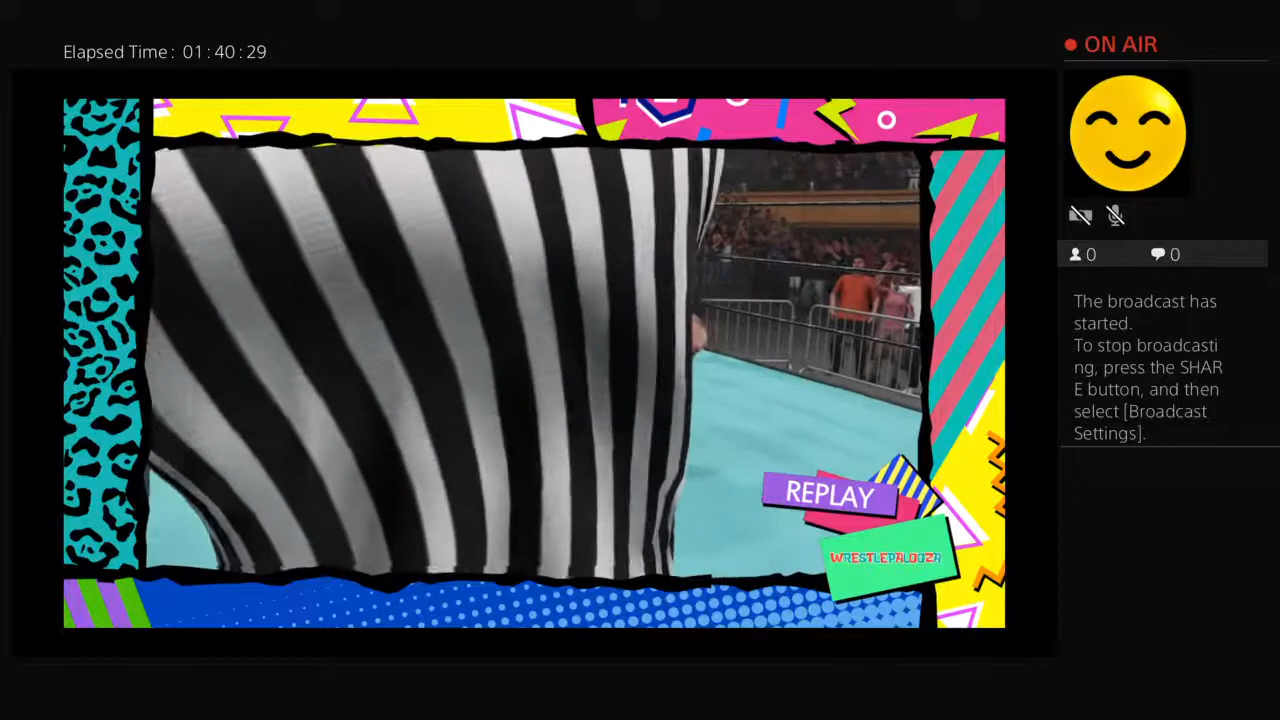 Elapsed Time: 01:40:29
ON AIR
0
0
The broadcast has
started.
To stop broadcasti
ng, press the SHAR
E button, and then
select [Broadcast
Settings].
REPLAY
WRESTLEPALOOZA